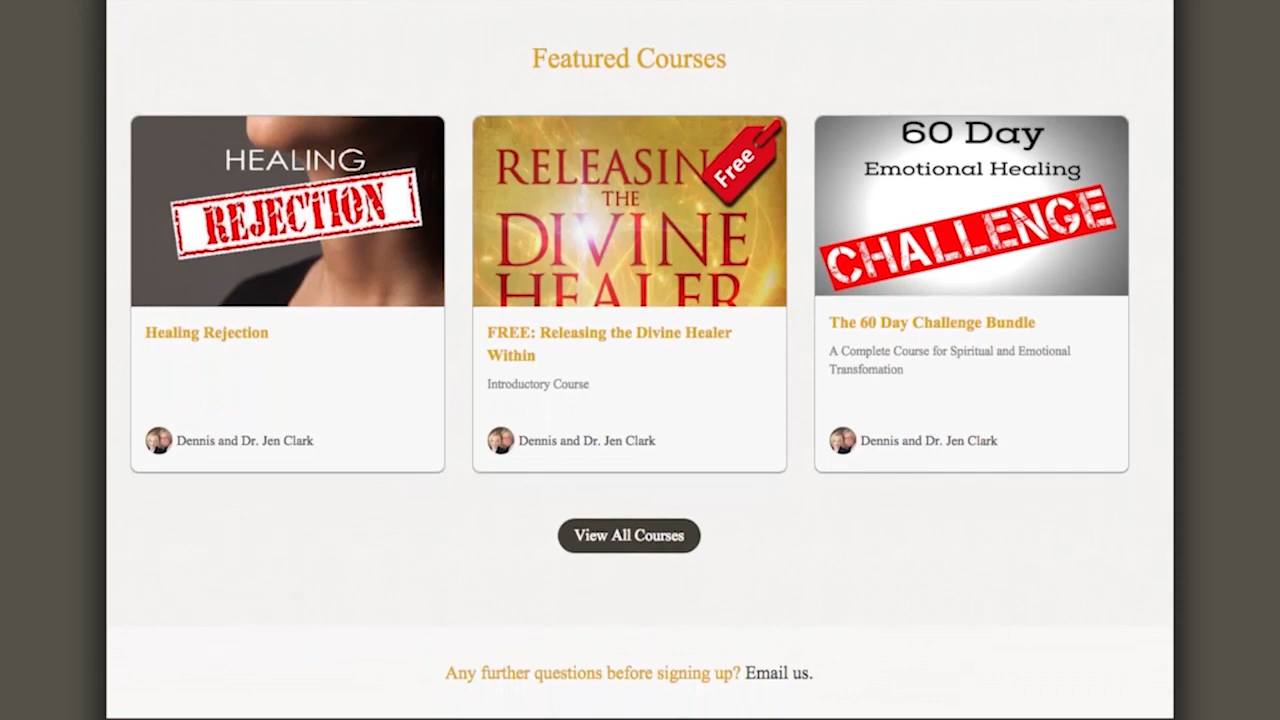 Featured Courses
HEALING
REJECTION
Healing Rejection
Dennis and Dr. Jen Clark
RELEASIN
Free
THE
DIVINE
HEALER
FREE: Releasing the Divine Healer
Within
Introductory Course
Dennis and Dr. Jen Clark
60 Day
Emotional Healing
CHALLENGE
The 60 Day Challenge Bundle
A Complete Course for Spiritual and Emotional
Transfomation
Dennis and Dr. Jen Clark
View All Courses
Any further questions before signing up? Email us.